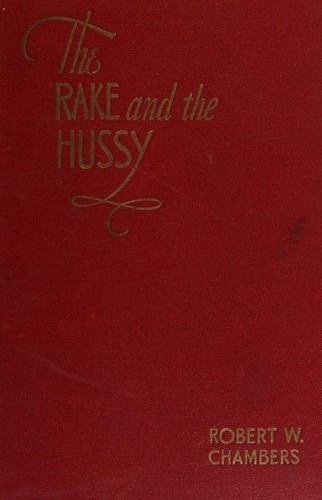 The
RAKE and the
HUSSY
ROBERT W.
CHAMBERS